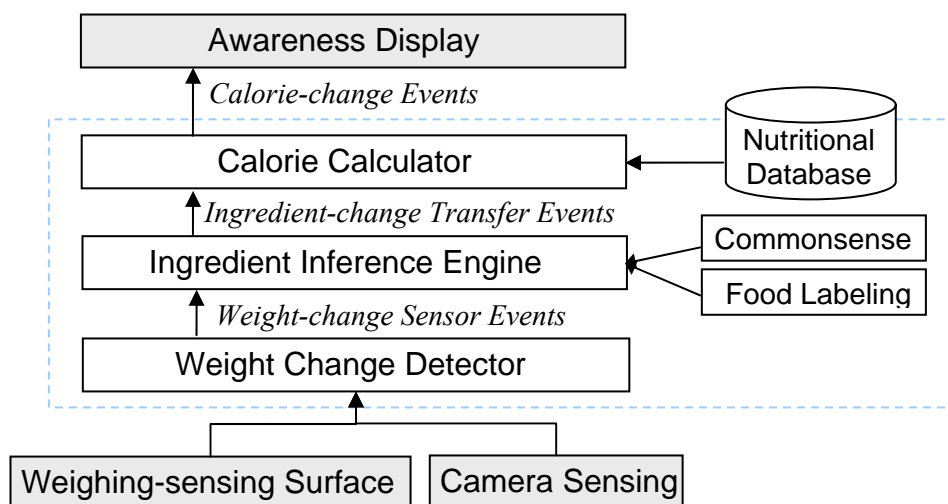 Awareness Display
Calorie-change Events
Nutritional
Database
Calorie Calculator
Ingredient-change Transfer Events
Commonsense
Ingredient Inference Engine
Food Labeling
Weight-change Sensor Events
Weight Change Detector
Weighing-sensing Surface
Camera Sensing